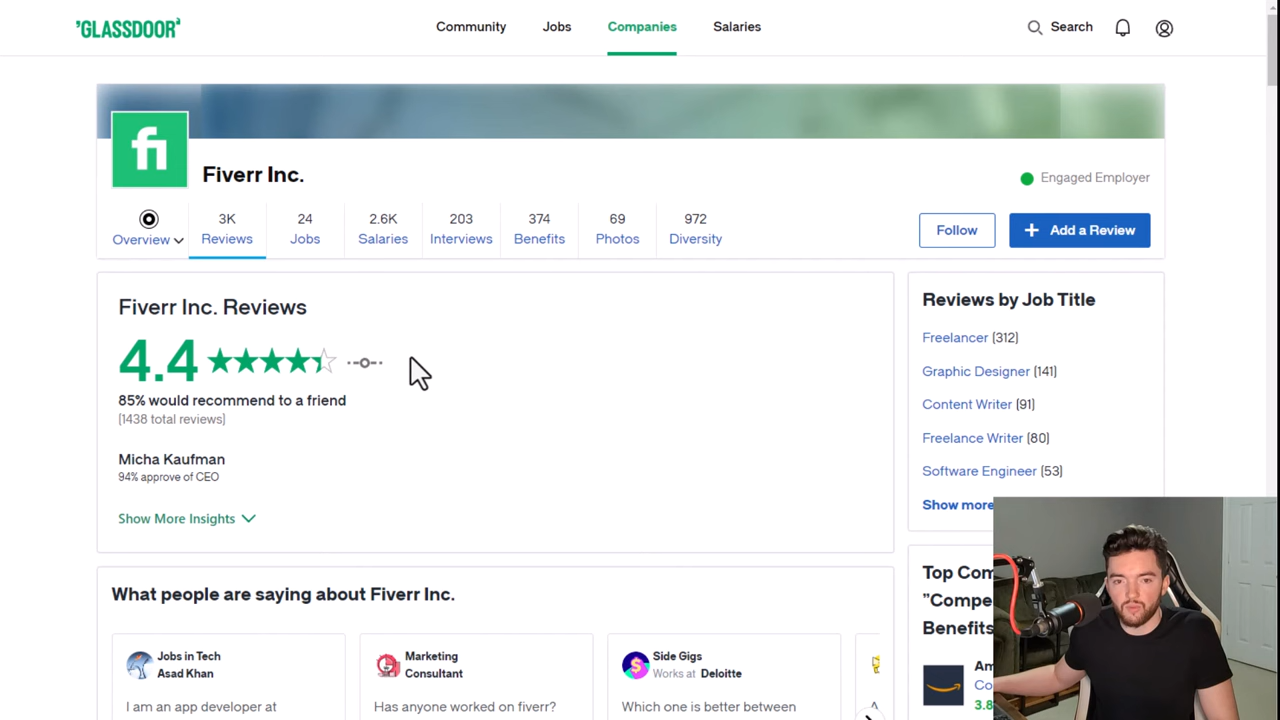 'GLASSDOOR'
Community
Jobs
Companies
Salaries
Search
fi
Fiverr Inc.
Engaged Employer
Overview
3K
Reviews
24
Jobs
2.6K
Salaries
203
Interviews
374
Benefits
69
Photos
972
Diversity
Follow
+ Add a Review
Fiverr Inc. Reviews
4.4
85% would recommend to a friend
(1438 total reviews)
Micha Kaufman
94% approve of CEO
Show More Insights
Reviews by Job Title
Freelancer (312)
Graphic Designer (141)
Content Writer (91)
Freelance Writer (80)
Software Engineer (53)
Show more
What people are saying about Fiverr Inc.
Jobs in Tech
Asad Khan
I am an app developer at
Marketing
Consultant
Has anyone worked on fiverr?
Side Gigs
Works at Deloitte
Which one is better between
Top Com
"Compe
Benefits
Am
Co
3.8